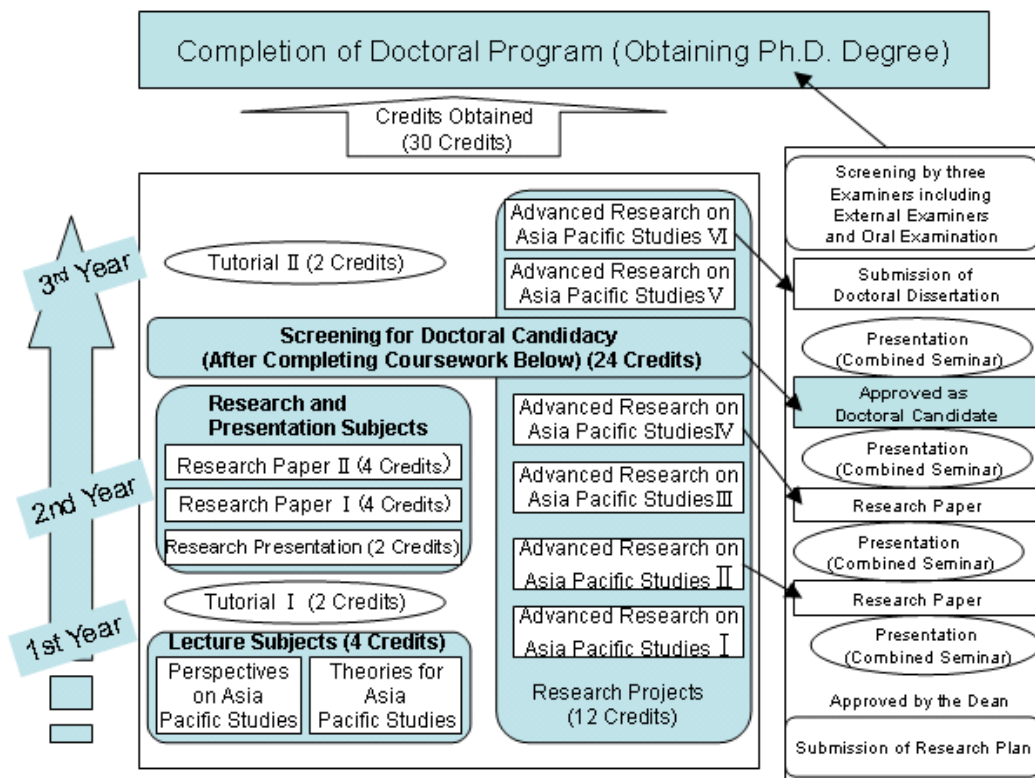 Completion of Doctoral Program (Obtaining Ph.D. Degree)
Credits Obtained
(30 Credits)
3rd Year
2nd Year
1st Year
Tutorial Ⅱ (2 Credits)
Advanced Research on
Asia Pacific Studies Ⅵ
Advanced Research on
Asia Pacific Studies Ⅴ
Screening for Doctoral Candidacy
(After Completing Coursework Below) (24 Credits)
Research and
Presentation Subjects
Research Paper Ⅱ (4 Credits)
Research Paper Ⅰ (4 Credits)
Research Presentation (2 Credits)
Tutorial Ⅰ (2 Credits)
Lecture Subjects (4 Credits)
Perspectives
on Asia
Pacific Studies
Theories for
Asia
Pacific Studies
Advanced Research on
Asia Pacific Studies Ⅳ
Advanced Research on
Asia Pacific Studies Ⅲ
Advanced Research on
Asia Pacific Studies Ⅱ
Advanced Research on
Asia Pacific Studies Ⅰ
Research Projects
(12 Credits)
Screening by three
Examiners including
External Examiners
and Oral Examination
Submission of
Doctoral Dissertation
Presentation
(Combined Seminar)
Approved as
Doctoral Candidate
Presentation
(Combined Seminar)
Research Paper
Presentation
(Combined Seminar)
Research Paper
Presentation
(Combined Seminar)
Approved by the Dean
Submission of Research Plan